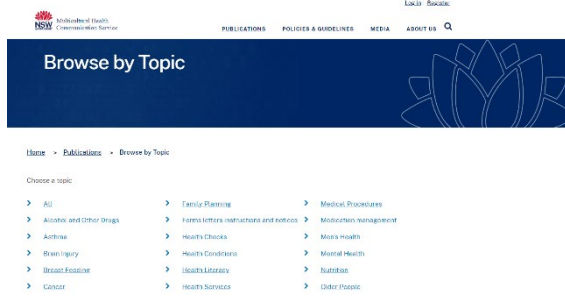 Log in Register
NSW
Multicultural Health
Communication Service
PUBLICATIONS POLICIES & GUIDELINES MEDIA ABOUT US
Browse by Topic
Home > Publications > Browse by Topic
Choose a topic
> All > Family Planning > Medical Procedures
> Alcohol and Other Drugs > Forms letters instructions and notices > Medication management
> Asthma > Health Checks > Men's Health
> Brain Injury > Health Conditions > Mental Health
> Breast Feeding > Health Literacy > Nutrition
> Cancer > Health Services > Older People